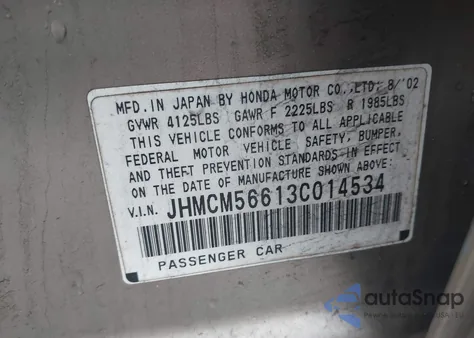 MFD. IN JAPAN BY HONDA MOTOR CO., LTD. 8/'02
GVWR 4125LBS GAWR F 2225LBS R 1985LBS
THIS VEHICLE CONFORMS TO ALL APPLICABLE
FEDERAL MOTOR VEHICLE SAFETY, BUMPER,
AND THEFT PREVENTION STANDARDS IN EFFECT
ON THE DATE OF MANUFACTURE SHOWN ABOVE.
V.I.N. JHMCM56613C014534
PASSENGER CAR
autoSnap